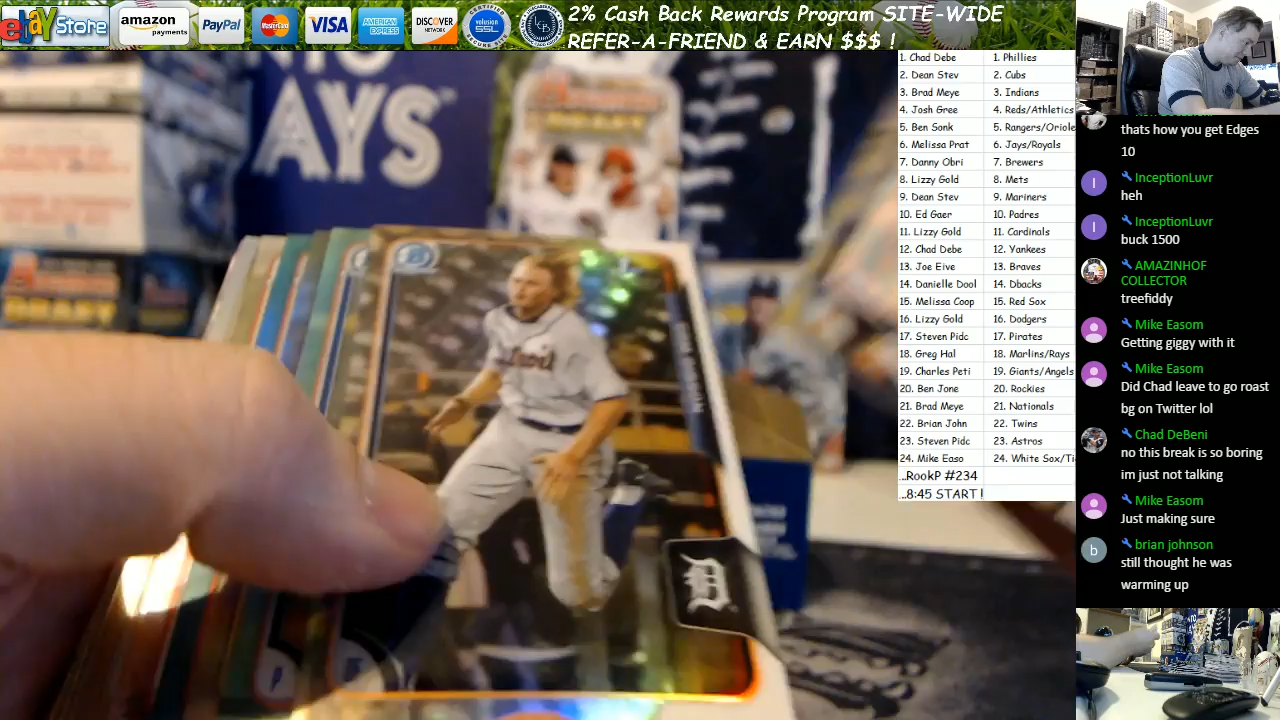 ebay Store
amazon payments
PayPal
MasterCard
VISA
AMERICAN EXPRESS
DISCOVER NETWORK
SSL
2% Cash Back Rewards Program SITE-WIDE
REFER-A-FRIEND & EARN $$$ !
AYS
1. Chad Debe 1. Phillies
2. Dean Stev 2. Cubs
3. Brad Meye 3. Indians
4. Josh Gree 4. Reds/Athletics
5. Ben Sonk 5. Rangers/Oriole
6. Melissa Prat 6. Jays/Royals
7. Danny Obri 7. Brewers
8. Lizzy Gold 8. Mets
9. Dean Stev 9. Mariners
10. Ed Gaer 10. Padres
11. Lizzy Gold 11. Cardinals
12. Chad Debe 12. Yankees
13. Joe Eive 13. Braves
14. Danielle Dool 14. Dbacks
15. Melissa Coop 15. Red Sox
16. Lizzy Gold 16. Dodgers
17. Steven Pidc 17. Pirates
18. Greg Hal 18. Marlins/Rays
19. Charles Peti 19. Giants/Angels
20. Ben Jone 20. Rockies
21. Brad Meye 21. Nationals
22. Brian John 22. Twins
23. Steven Pidc 23. Astros
24. Mike Easo 24. White Sox/Ti
...RookP #234
...8:45 START !
thats how you get Edges
10
I InceptionLuvr
heh
I InceptionLuvr
buck 1500
AMAZINHOF
COLLECTOR
treefiddy
Mike Easom
Getting giggy with it
Mike Easom
Did Chad leave to go roast
bg on Twitter lol
Chad DeBeni
no this break is so boring
im just not talking
Mike Easom
Just making sure
b brian johnson
still thought he was
warming up
D